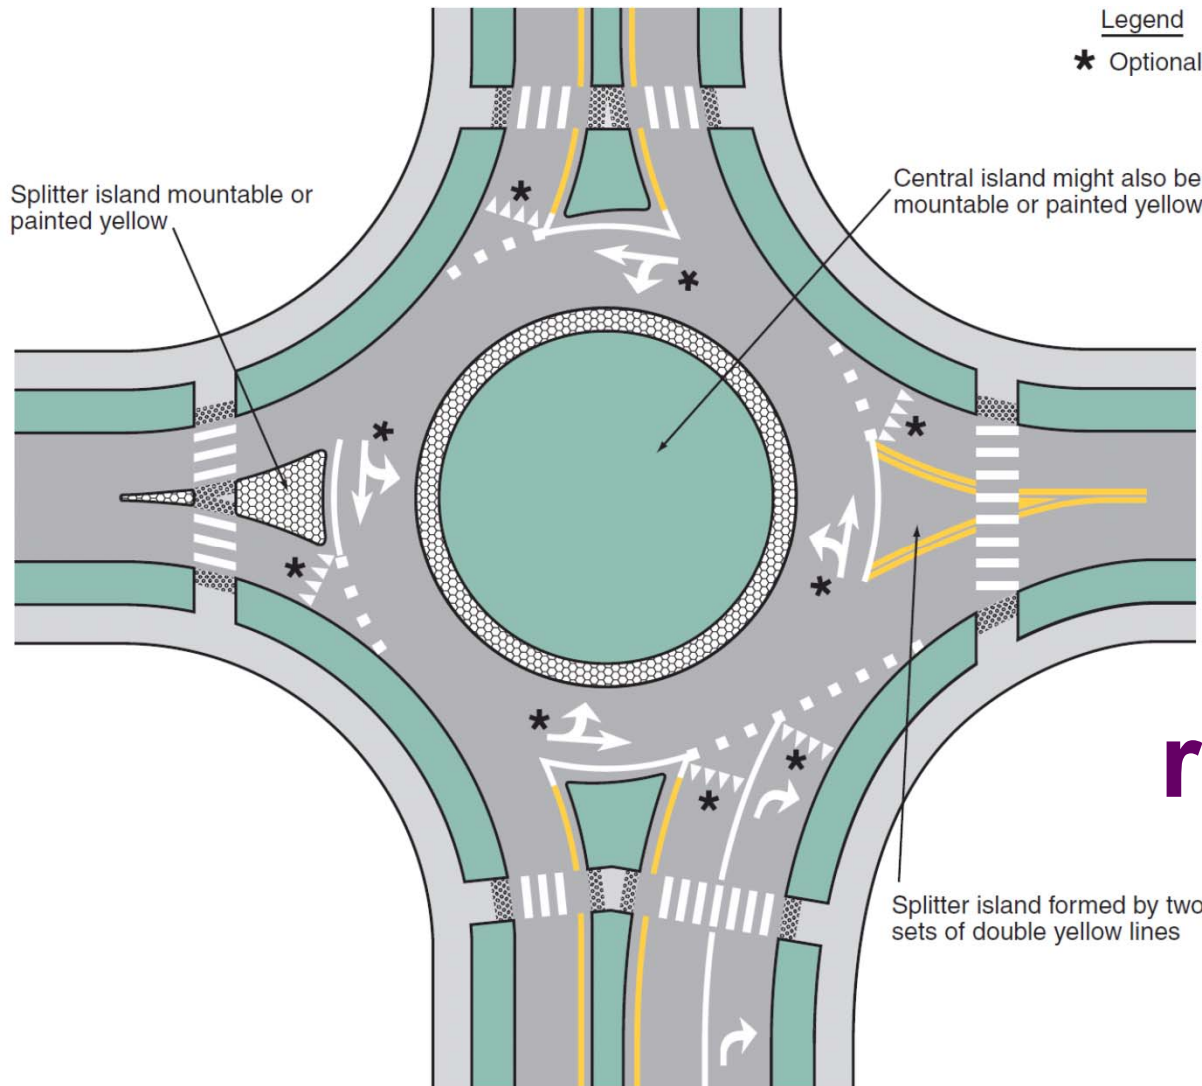 Legend
* Optional
Splitter island mountable or
painted yellow
Central island might also be
mountable or painted yellow
*
*
*
*
*
*
*
*
*
r
Splitter island formed by two
sets of double yellow lines